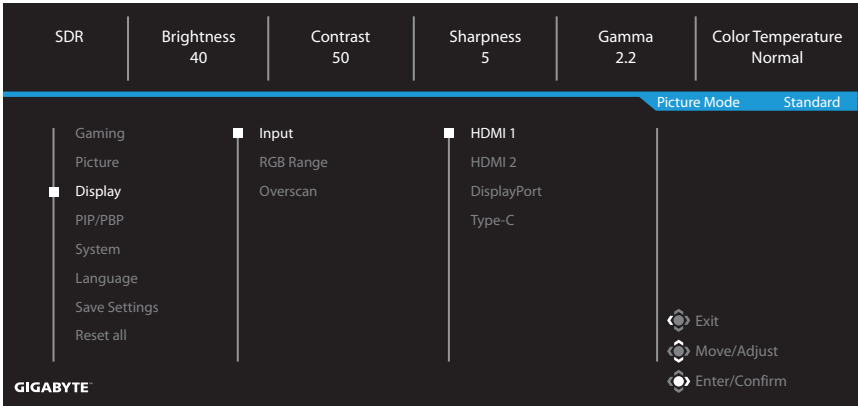 SDR Brightness Contrast Sharpness Gamma Color Temperature
40 50 5 2.2 Normal
Picture Mode Standard
Gaming Input HDMI 1
Picture RGB Range HDMI 2
Display Overscan DisplayPort
PIP/PBP Type-C
System
Language
Save Settings
Exit
Reset all
Move/Adjust
Enter/Confirm
GIGABYTE™